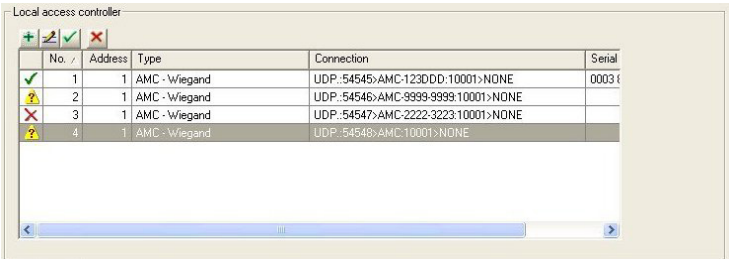 Local access controller
No. Address Type Connection Serial
1 1 AMC - Wiegand UDP.:54545>AMC-123DDD:10001>NONE 0003
2 1 AMC - Wiegand UDP.:54546>AMC-9999-9999:10001>NONE
3 1 AMC - Wiegand UDP.:54547>AMC-2222-3223:10001>NONE
4 1 AMC - Wiegand UDP.:54548>AMC:10001>NONE